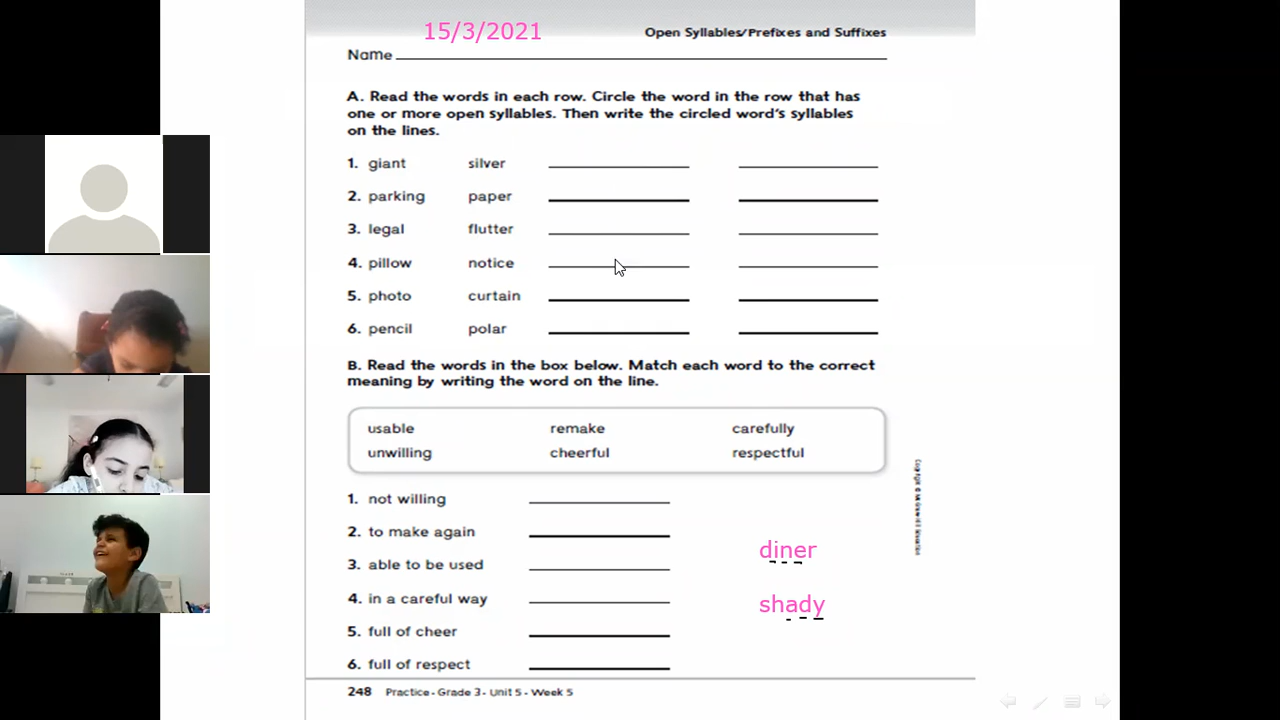 15/3/2021
Open Syllables/Prefixes and Suffixes
Name
A. Read the words in each row. Circle the word in the row that has
one or more open syllables. Then write the circled word's syllables
on the lines.
1. giant silver
2. parking paper
3. legal flutter
4. pillow notice
5. photo curtain
6. pencil polar
B. Read the words in the box below. Match each word to the correct
meaning by writing the word on the line.
usable remake carefully
unwilling cheerful respectful
1. not willing
2. to make again
3. able to be used
4. in a careful way
5. full of cheer
6. full of respect
diner
shady
248 Practice • Grade 3 • Unit 5 • Week 5